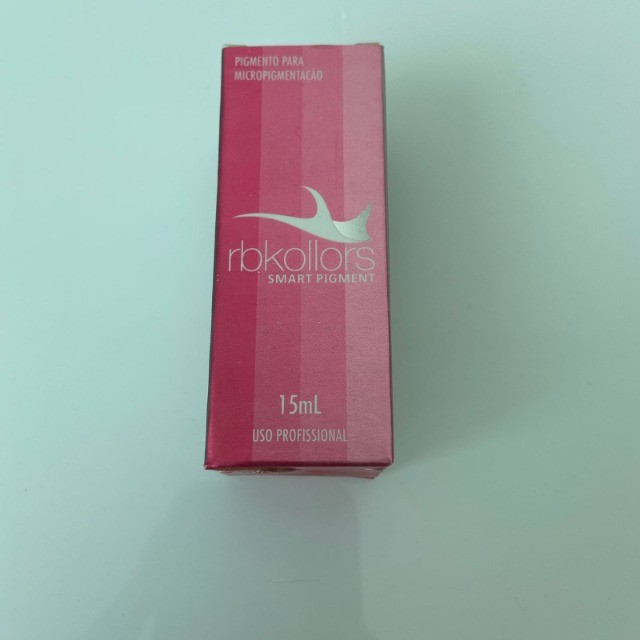 PIGMENTO PARA
MICROPIGMENTAÇÃO
rbkollors
SMART PIGMENT
15mL
USO PROFISSIONAL